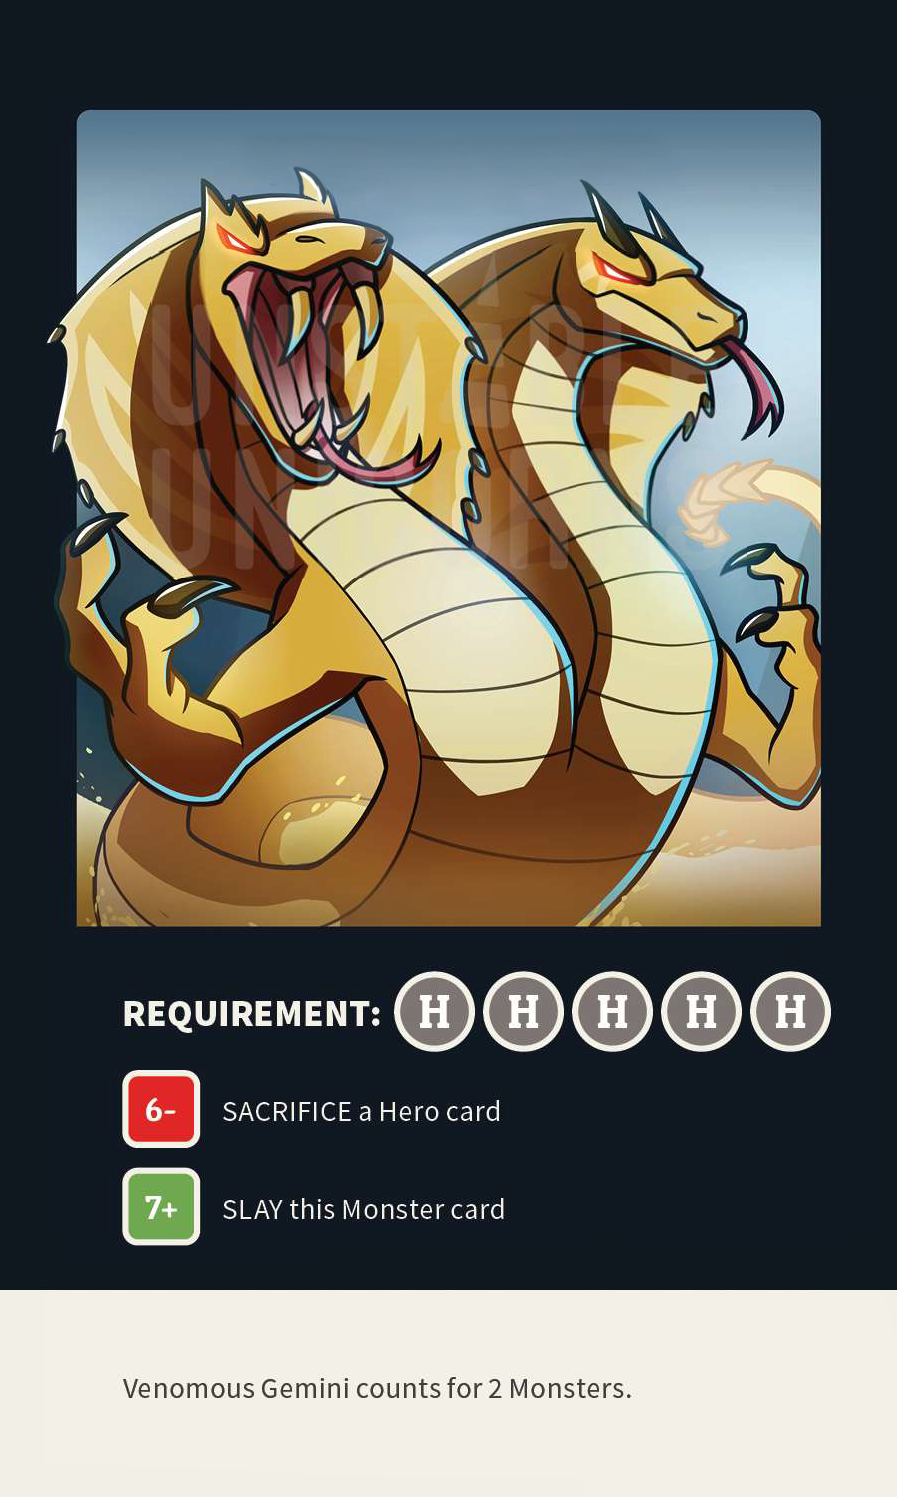 REQUIREMENT: H H H H H
6- SACRIFICE a Hero card
7+ SLAY this Monster card
Venomous Gemini counts for 2 Monsters.